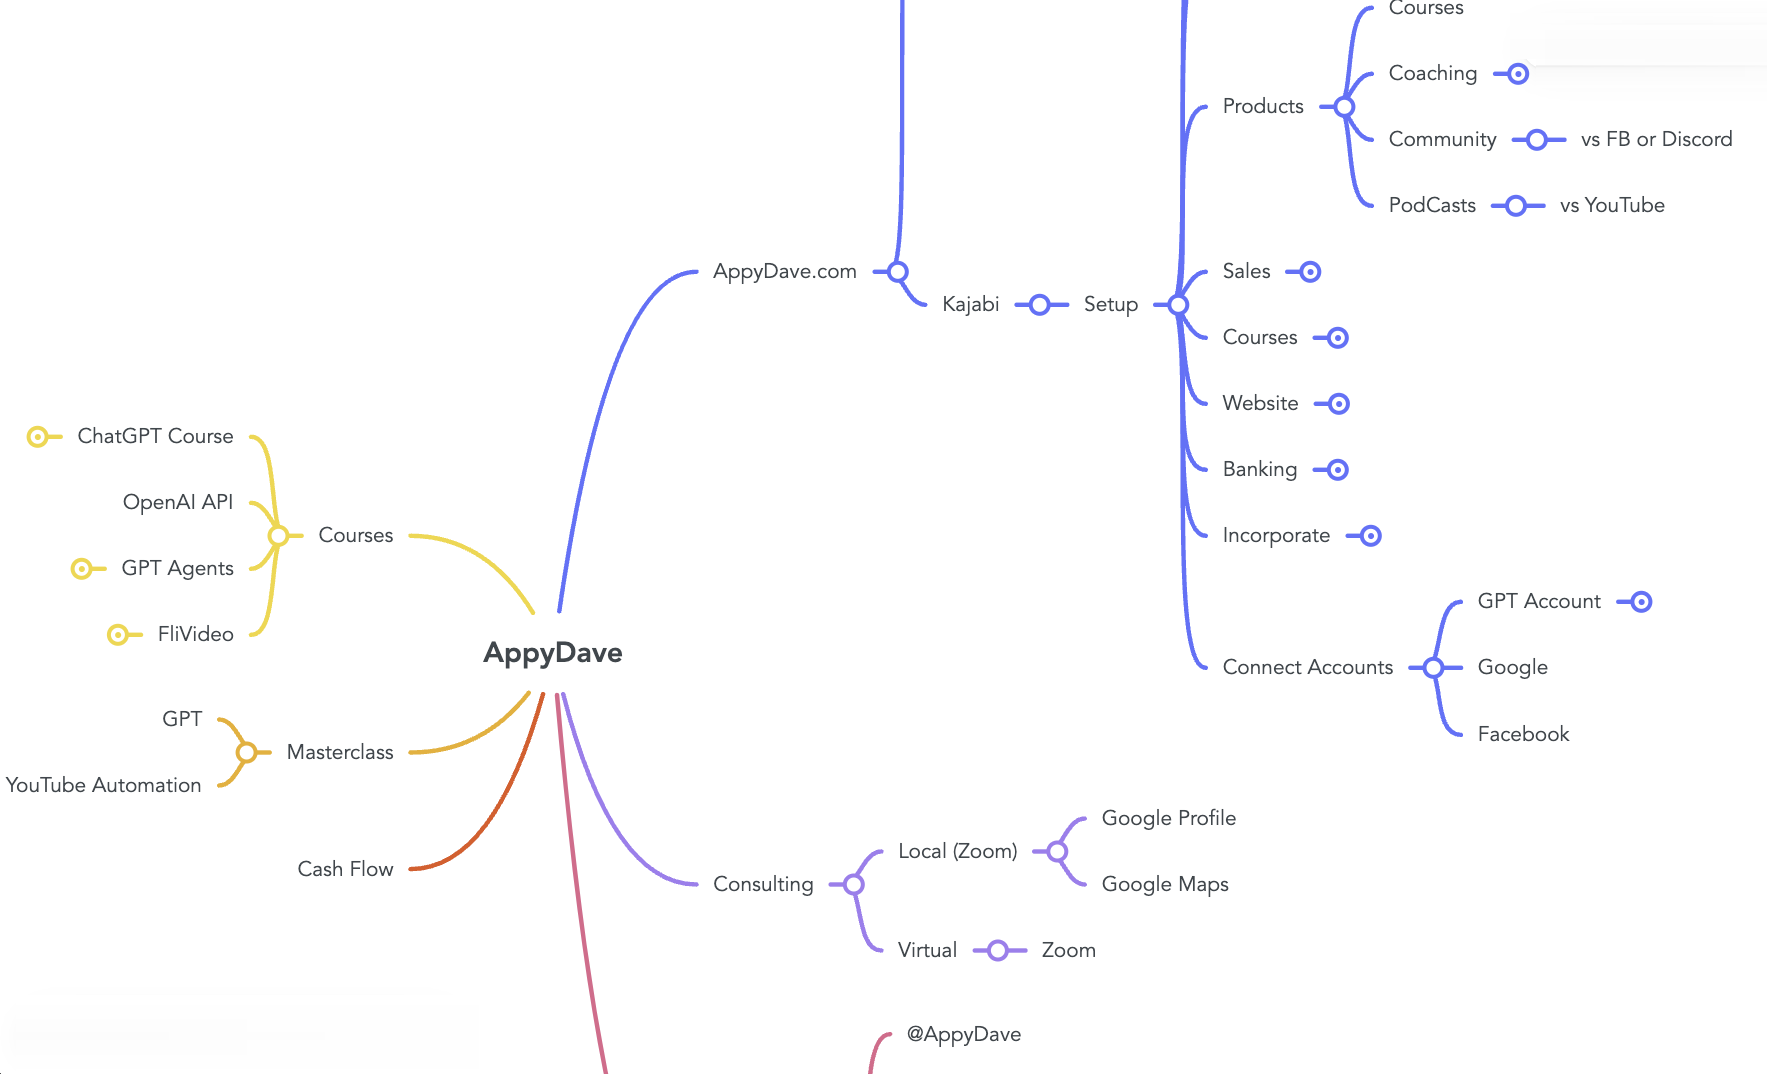 Courses
Coaching
Products
Community
vs FB or Discord
PodCasts
vs YouTube
AppyDave.com
Sales
Kajabi
Setup
Courses
Website
ChatGPT Course
Banking
OpenAI API
Courses
Incorporate
GPT Agents
GPT Account
FliVideo
AppyDave
Connect Accounts
Google
GPT
Facebook
Masterclass
YouTube Automation
Google Profile
Local (Zoom)
Cash Flow
Consulting
Google Maps
Virtual
Zoom
@AppyDave